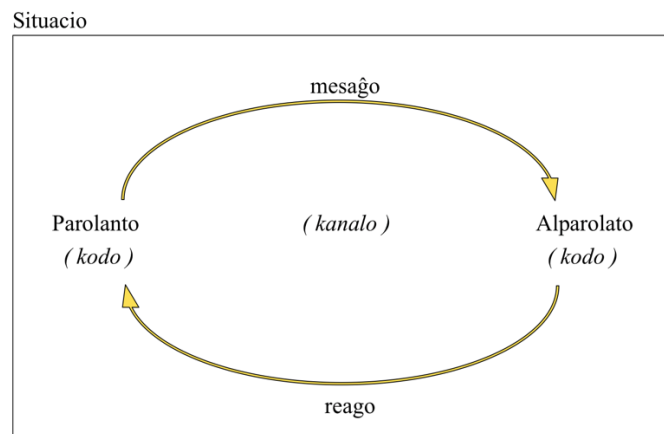 Situacio
mesaĝo
Parolanto
( kodo )
( kanalo )
Alparolato
( kodo )
reago